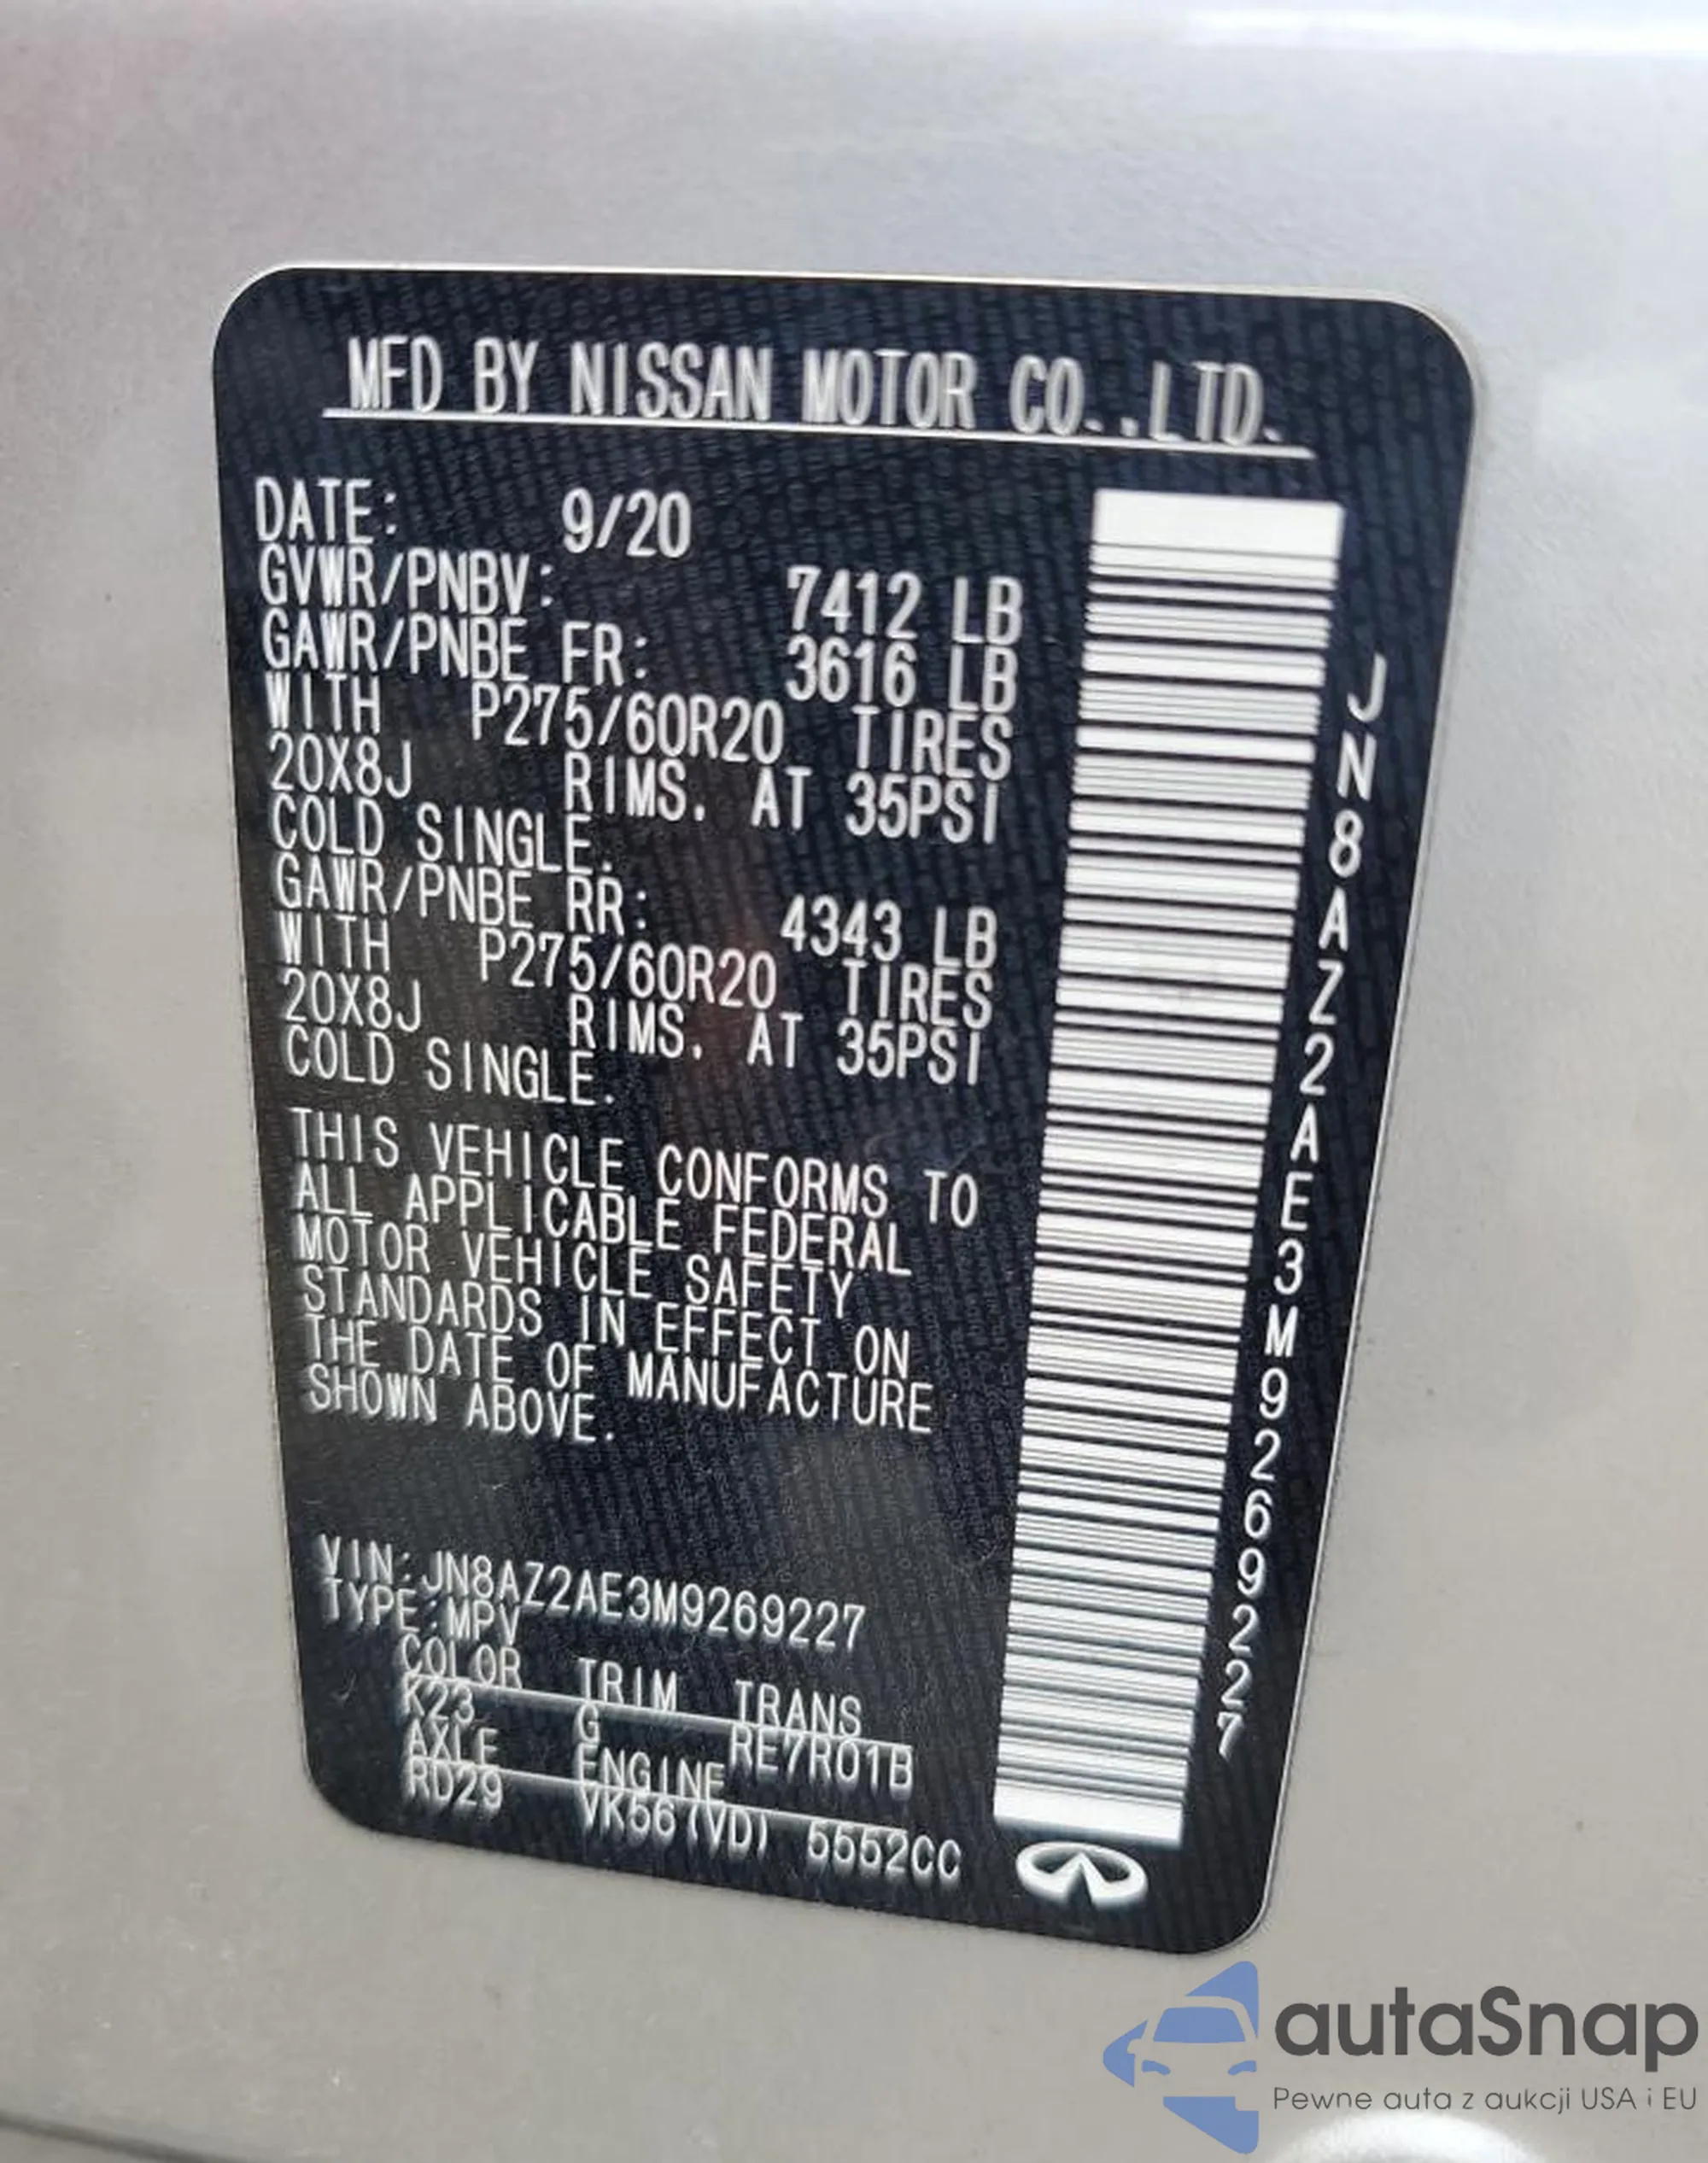 MFD BY NISSAN MOTOR CO.,LTD.
DATE: 9/20
GVWR/PNBV: 7412 LB
GAWR/PNBE FR: 3616 LB
WITH P275/60R20 TIRES
20X8J RIMS. AT 35PSI
COLD SINGLE.
GAWR/PNBE RR: 4343 LB
WITH P275/60R20 TIRES
20X8J RIMS. AT 35PSI
COLD SINGLE.
THIS VEHICLE CONFORMS TO
ALL APPLICABLE FEDERAL
MOTOR VEHICLE SAFETY
STANDARDS IN EFFECT ON
THE DATE OF MANUFACTURE
SHOWN ABOVE.
VIN:JN8AZ2AE3M9269227
TYPE:MPV
COLOR TRIM TRANS
K23 G RE7R01B
AXLE ENGINE
RD29 VK56(VD) 5552CC
JN8AZ2AE3M9269227
autaSnap
Pewne auta z aukcji USA i EU